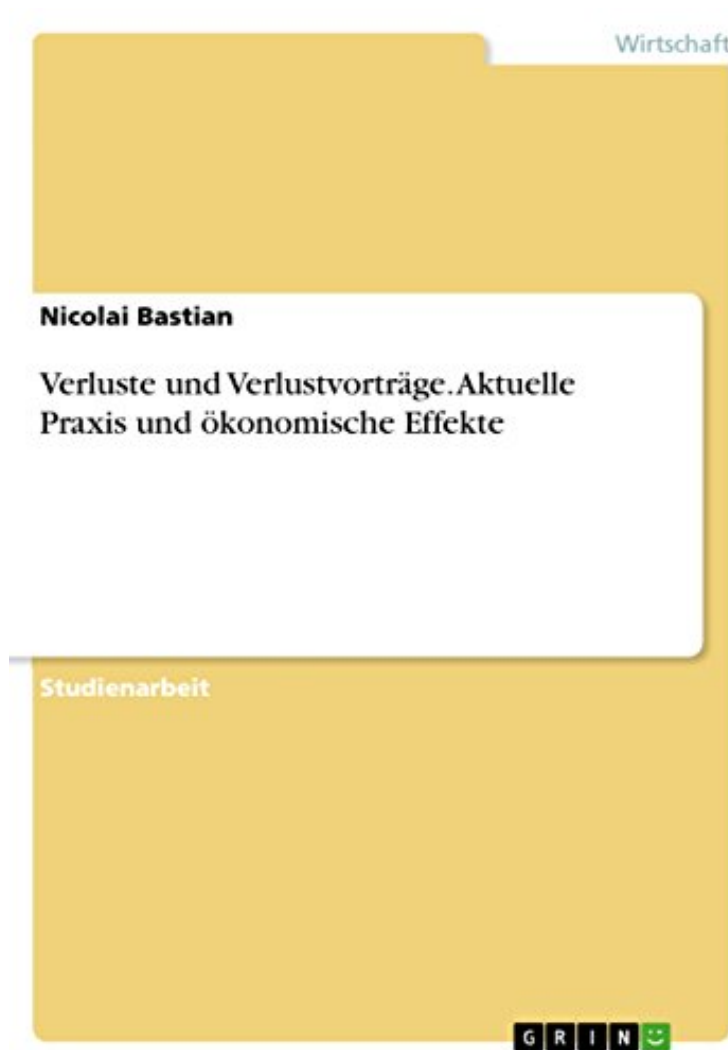 Wirtschaft
Nicolai Bastian
Verluste und Verlustvorträge. Aktuelle
Praxis und ökonomische Effekte
Studienarbeit
GRIN